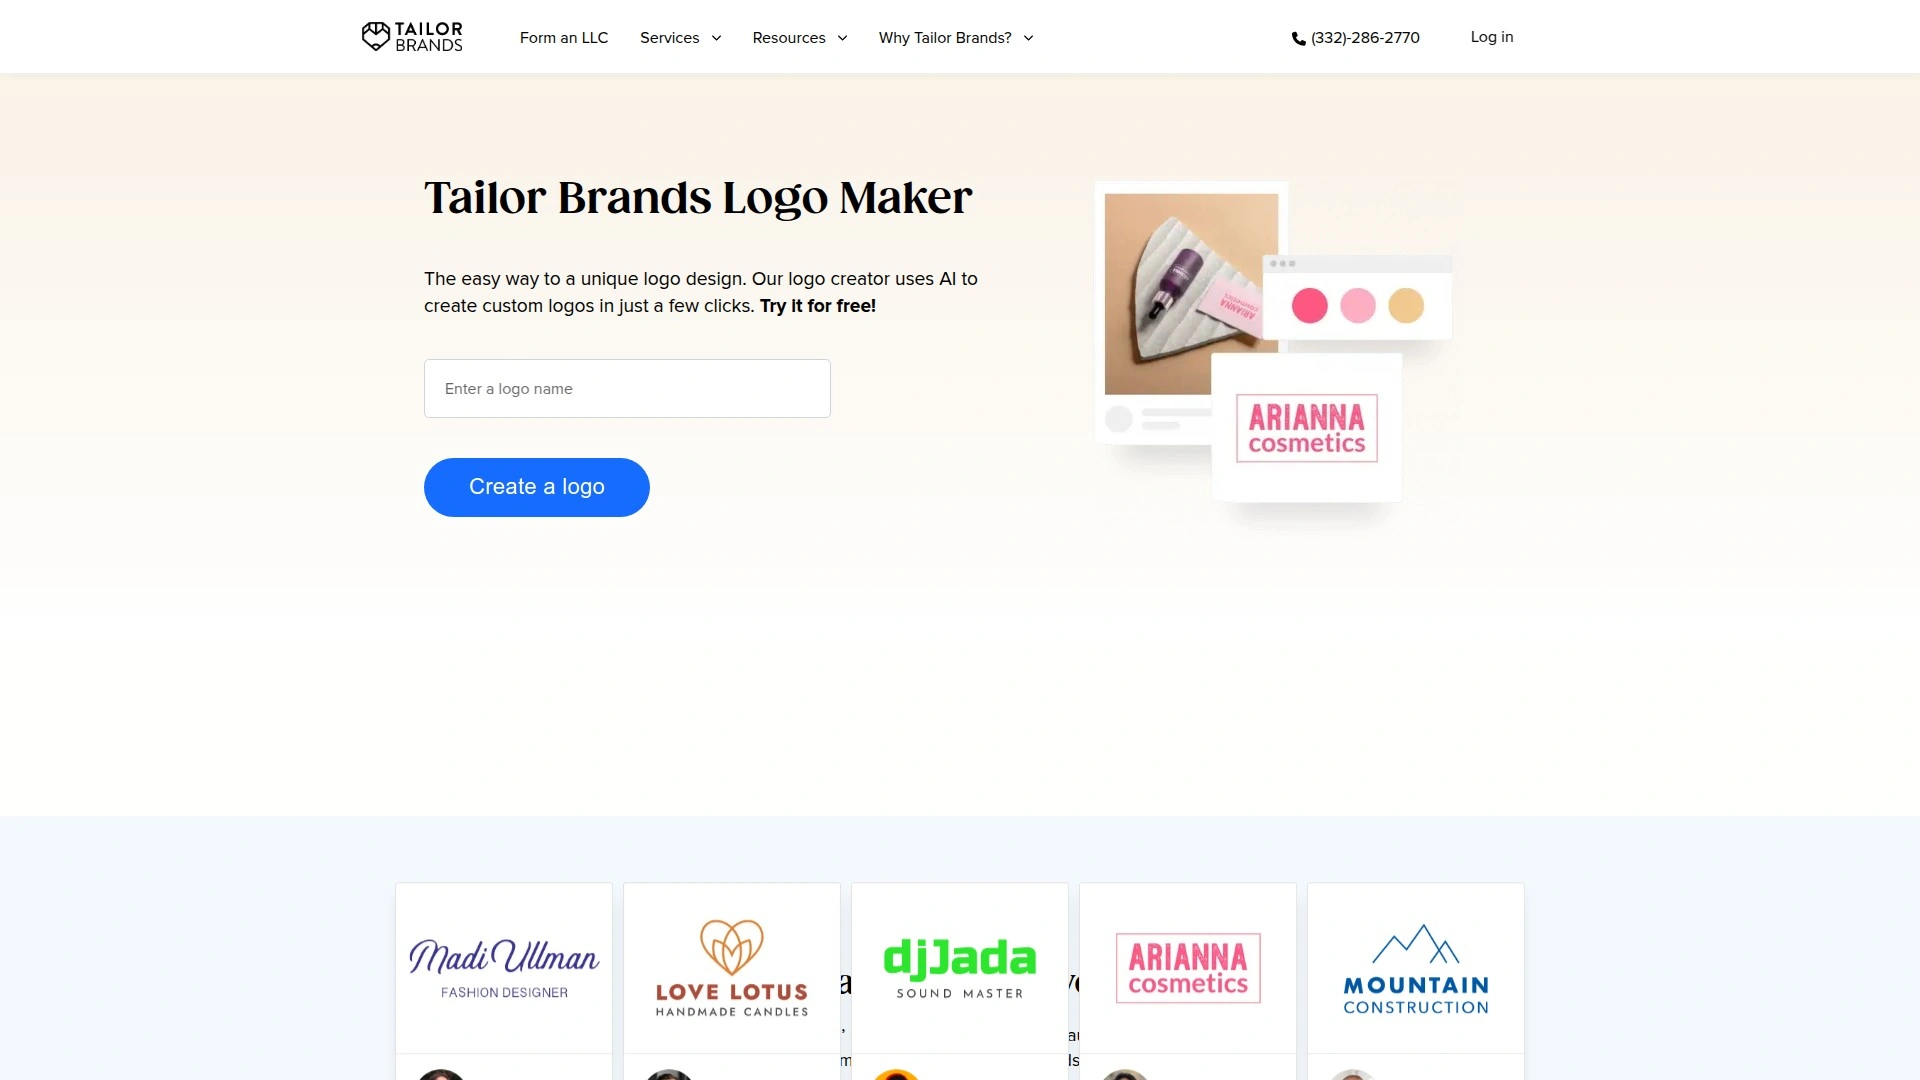 TAILOR
BRANDS
Form an LLC
Services
Resources
Why Tailor Brands?
(332)-286-2770
Log in
Tailor Brands Logo Maker
The easy way to a unique logo design. Our logo creator uses AI to
create custom logos in just a few clicks. Try it for free!
Enter a logo name
Create a logo
ARIANNA
cosmetics
ARIANNA
cosmetics
Madi Ullman
FASHION DESIGNER
LOVE LOTUS
HANDMADE CANDLES
djJada
SOUND MASTER
ARIANNA
cosmetics
MOUNTAIN
CONSTRUCTION